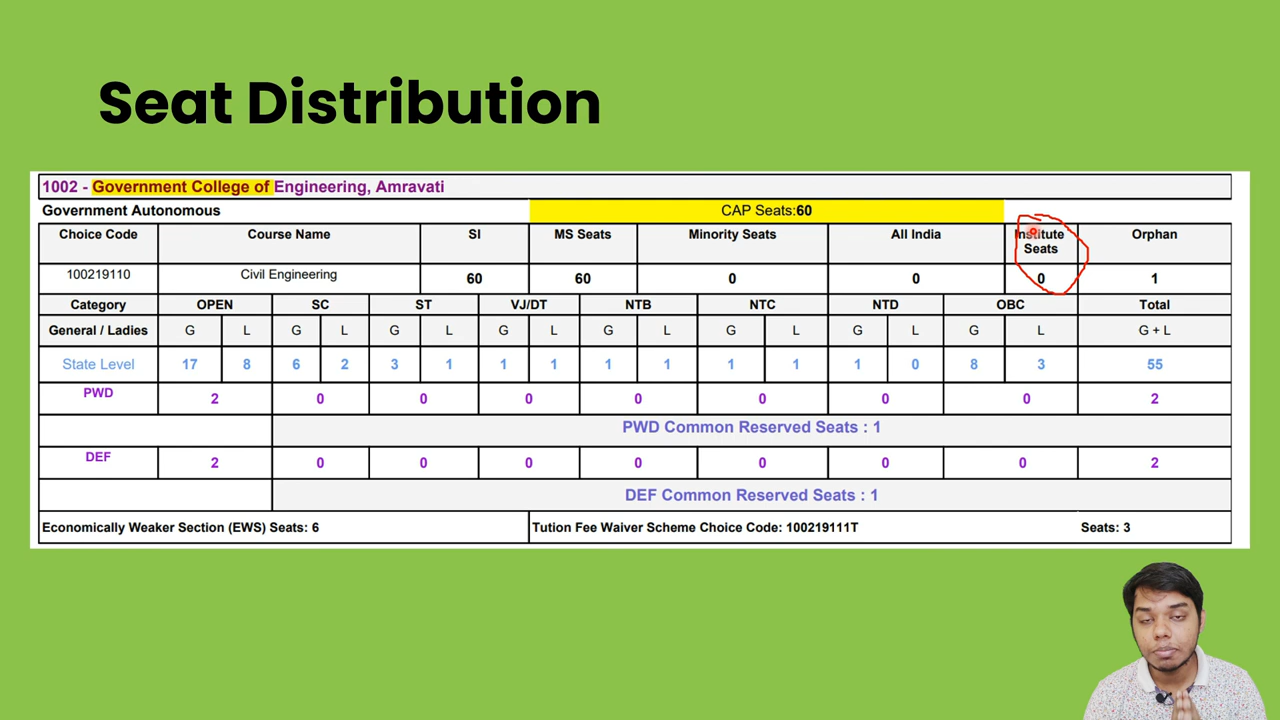 Seat Distribution
1002 - Government College of Engineering, Amravati
Government Autonomous CAP Seats:60
Choice Code Course Name SI MS Seats Minority Seats All India Institute Seats Orphan
100219110 Civil Engineering 60 60 0 0 0 1
Category OPEN SC ST VJ/DT NTB NTC NTD OBC Total
General / Ladies G L G L G L G L G L G L G L G L G + L
State Level 17 8 6 2 3 1 1 1 1 1 1 1 1 0 8 3 55
PWD 2 0 0 0 0 0 0 0 2
PWD Common Reserved Seats : 1
DEF 2 0 0 0 0 0 0 0 2
DEF Common Reserved Seats : 1
Economically Weaker Section (EWS) Seats: 6 Tution Fee Waiver Scheme Choice Code: 100219111T Seats: 3